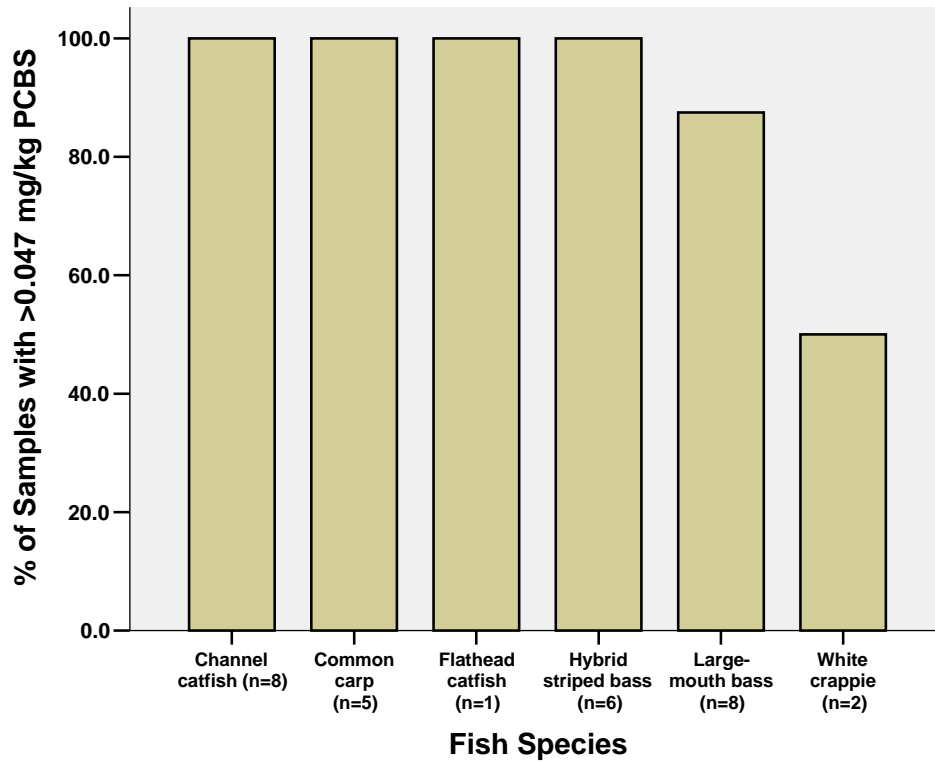 % of Samples with >0.047 mg/kg PCBS
100.0
80.0
60.0
40.0
20.0
0.0
Channel
catfish (n=8)
Common
carp
(n=5)
Flathead
catfish
(n=1)
Hybrid
striped bass
(n=6)
Large-
mouth bass
(n=8)
White
crappie
(n=2)
Fish Species